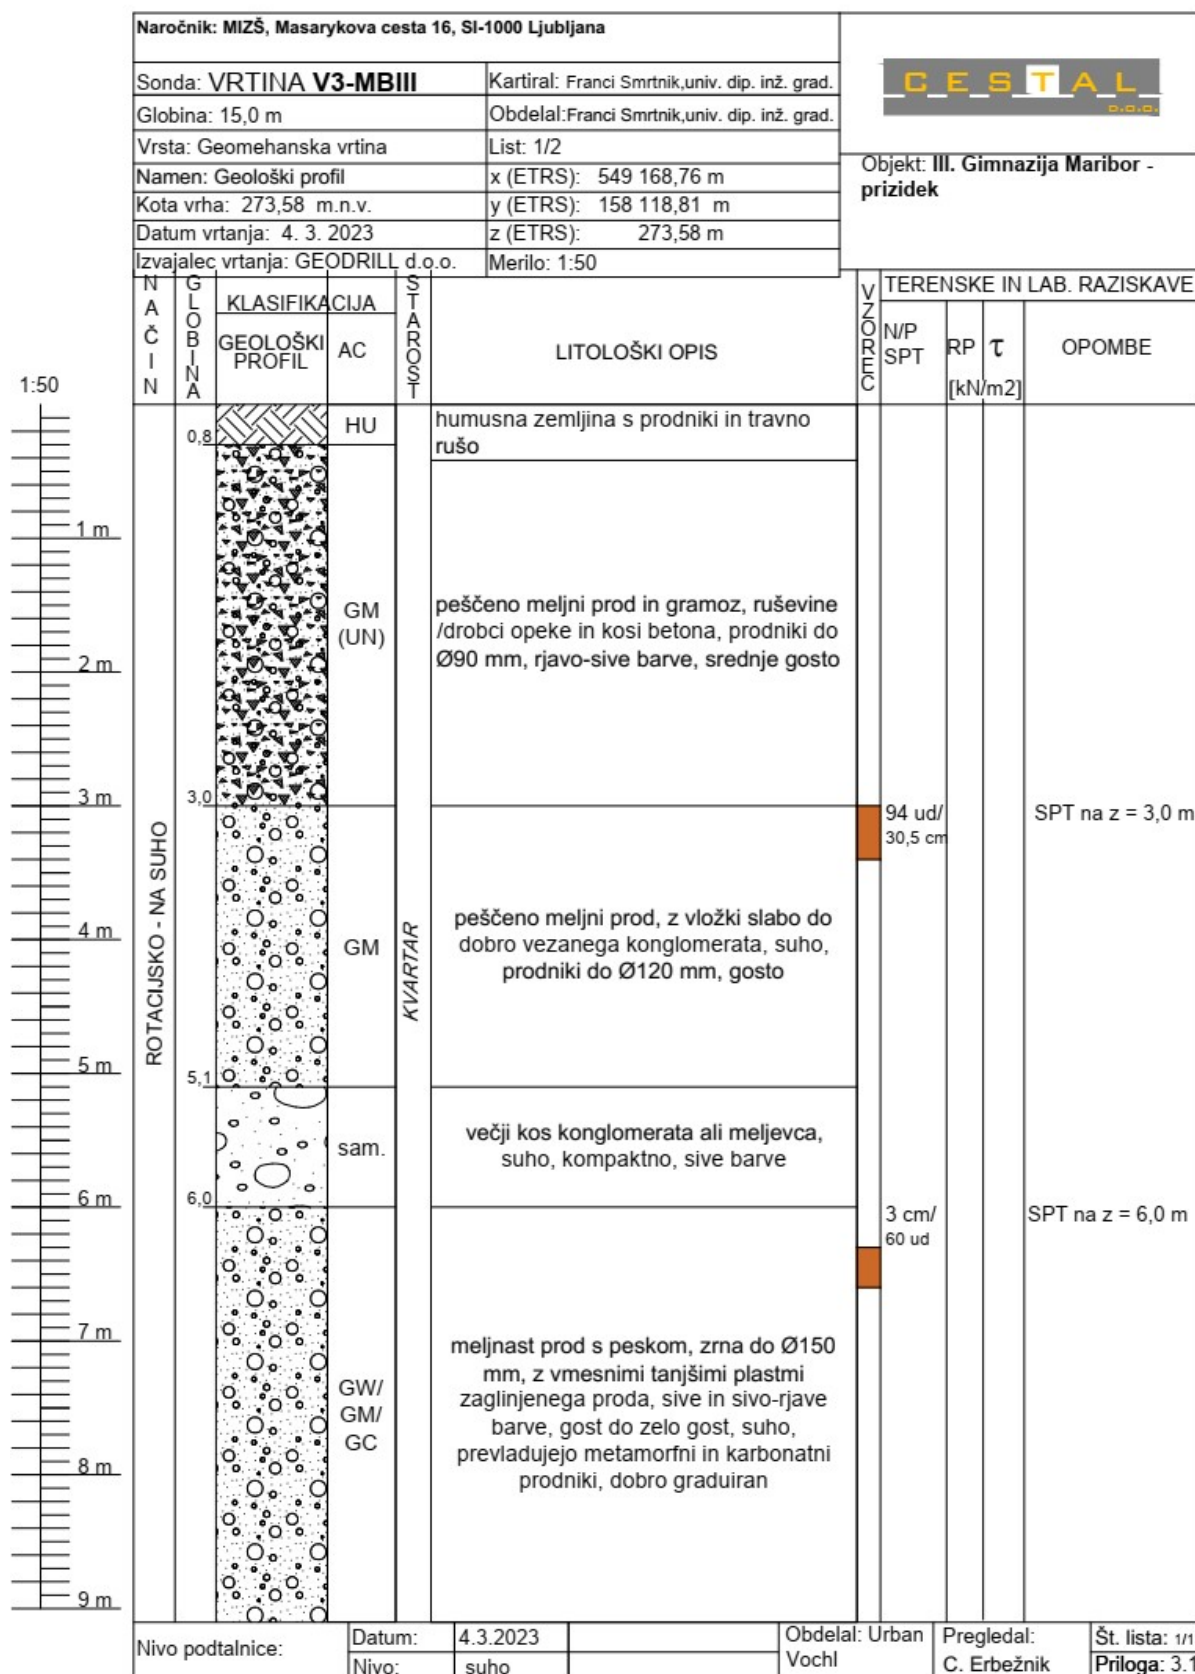 Naročnik: MIZŠ, Masarykova cesta 16, SI-1000 Ljubljana
CESTAL
D.O.O.
Sonda: VRTINA V3-MBIII
Kartiral: Franci Smrtnik,univ. dip. inž. grad.
Globina: 15,0 m
Obdelal:Franci Smrtnik,univ. dip. inž. grad.
Vrsta: Geomehanska vrtina
List: 1/2
Namen: Geološki profil
x (ETRS): 549 168,76 m
Kota vrha: 273,58 m.n.v.
y (ETRS): 158 118,81 m
Datum vrtanja: 4. 3. 2023
z (ETRS): 273,58 m
Izvajalec vrtanja: GEODRILL d.o.o.
Merilo: 1:50
Objekt: III. Gimnazija Maribor -
prizidek
1:50
NAČIN
GLOBINA
KLASIFIKACIJA
GEOLOŠKI
PROFIL
AC
STAROST
LITOLOŠKI OPIS
VZOREC
TERENSKE IN LAB. RAZISKAVE
N/P
SPT
RP
τ
[kN/m2]
OPOMBE
ROTACIJSKO - NA SUHO
KVARTAR
0,8
HU
humusna zemljina s prodniki in travno
rušo
1 m
2 m
GM
(UN)
peščeno meljni prod in gramoz, ruševine
/drobci opeke in kosi betona, prodniki do
Ø90 mm, rjavo-sive barve, srednje gosto
3 m
3,0
94 ud/
30,5 cm
SPT na z = 3,0 m
4 m
GM
peščeno meljni prod, z vložki slabo do
dobro vezanega konglomerata, suho,
prodniki do Ø120 mm, gosto
5 m
5,1
sam.
večji kos konglomerata ali meljevca,
suho, kompaktno, sive barve
6 m
6,0
3 cm/
60 ud
SPT na z = 6,0 m
7 m
GW/
GM/
GC
meljnast prod s peskom, zrna do Ø150
mm, z vmesnimi tanjšimi plastmi
zaglinjenega proda, sive in sivo-rjave
barve, gost do zelo gost, suho,
prevladujejo metamorfni in karbonatni
prodniki, dobro graduiran
8 m
9 m
Nivo podtalnice:
Datum:
4.3.2023
Nivo:
suho
Obdelal: Urban
Vochl
Pregledal:
C. Erbežnik
Št. lista: 1/1
Priloga: 3.1